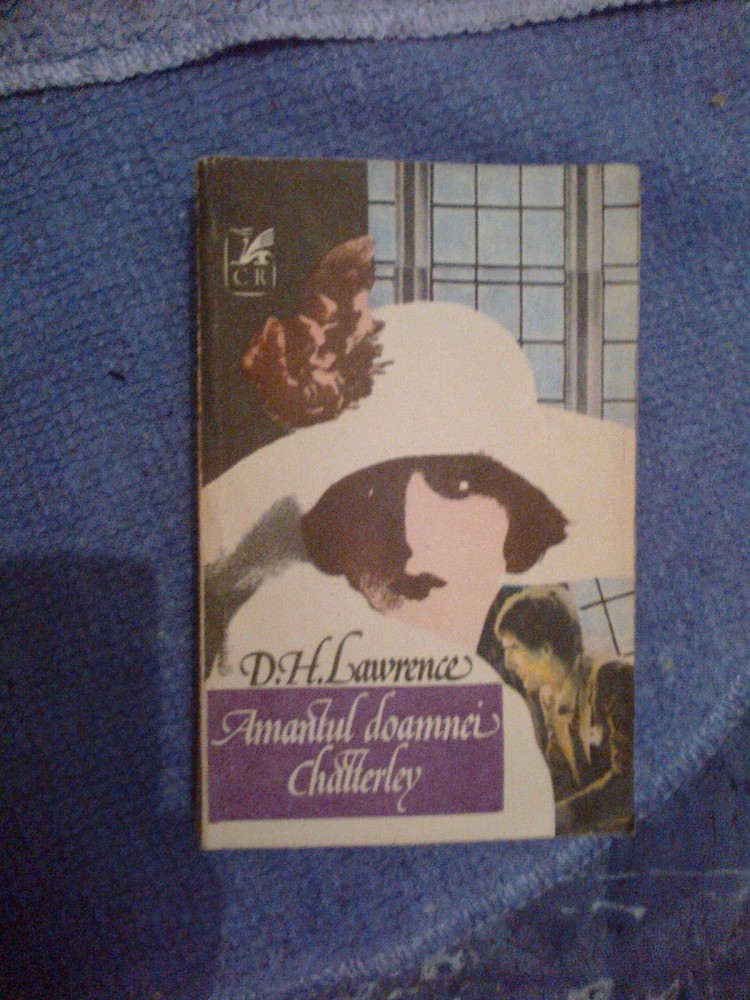 CR
D.H.Lawrence
Amantul doamnei
Chatterley